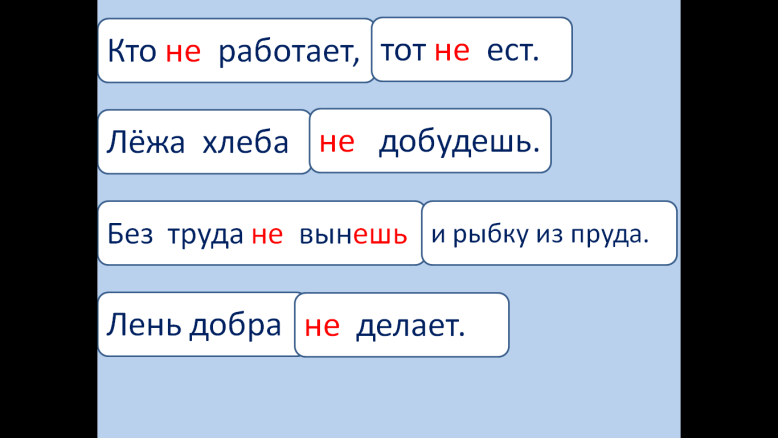 Кто не работает, тот не ест.
Лёжа хлеба не добудешь.
Без труда не вынешь и рыбку из пруда.
Лень добра не делает.